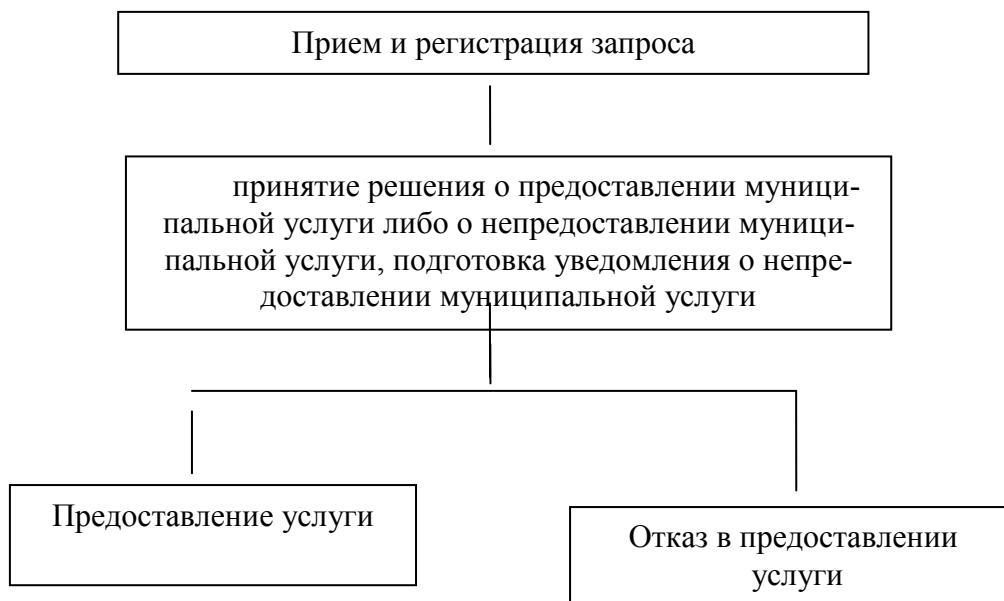 Прием и регистрация запроса
принятие решения о предоставлении муници-
пальной услуги либо о непредоставлении муници-
пальной услуги, подготовка уведомления о непре-
доставлении муниципальной услуги
Предоставление услуги
Отказ в предоставлении
услуги